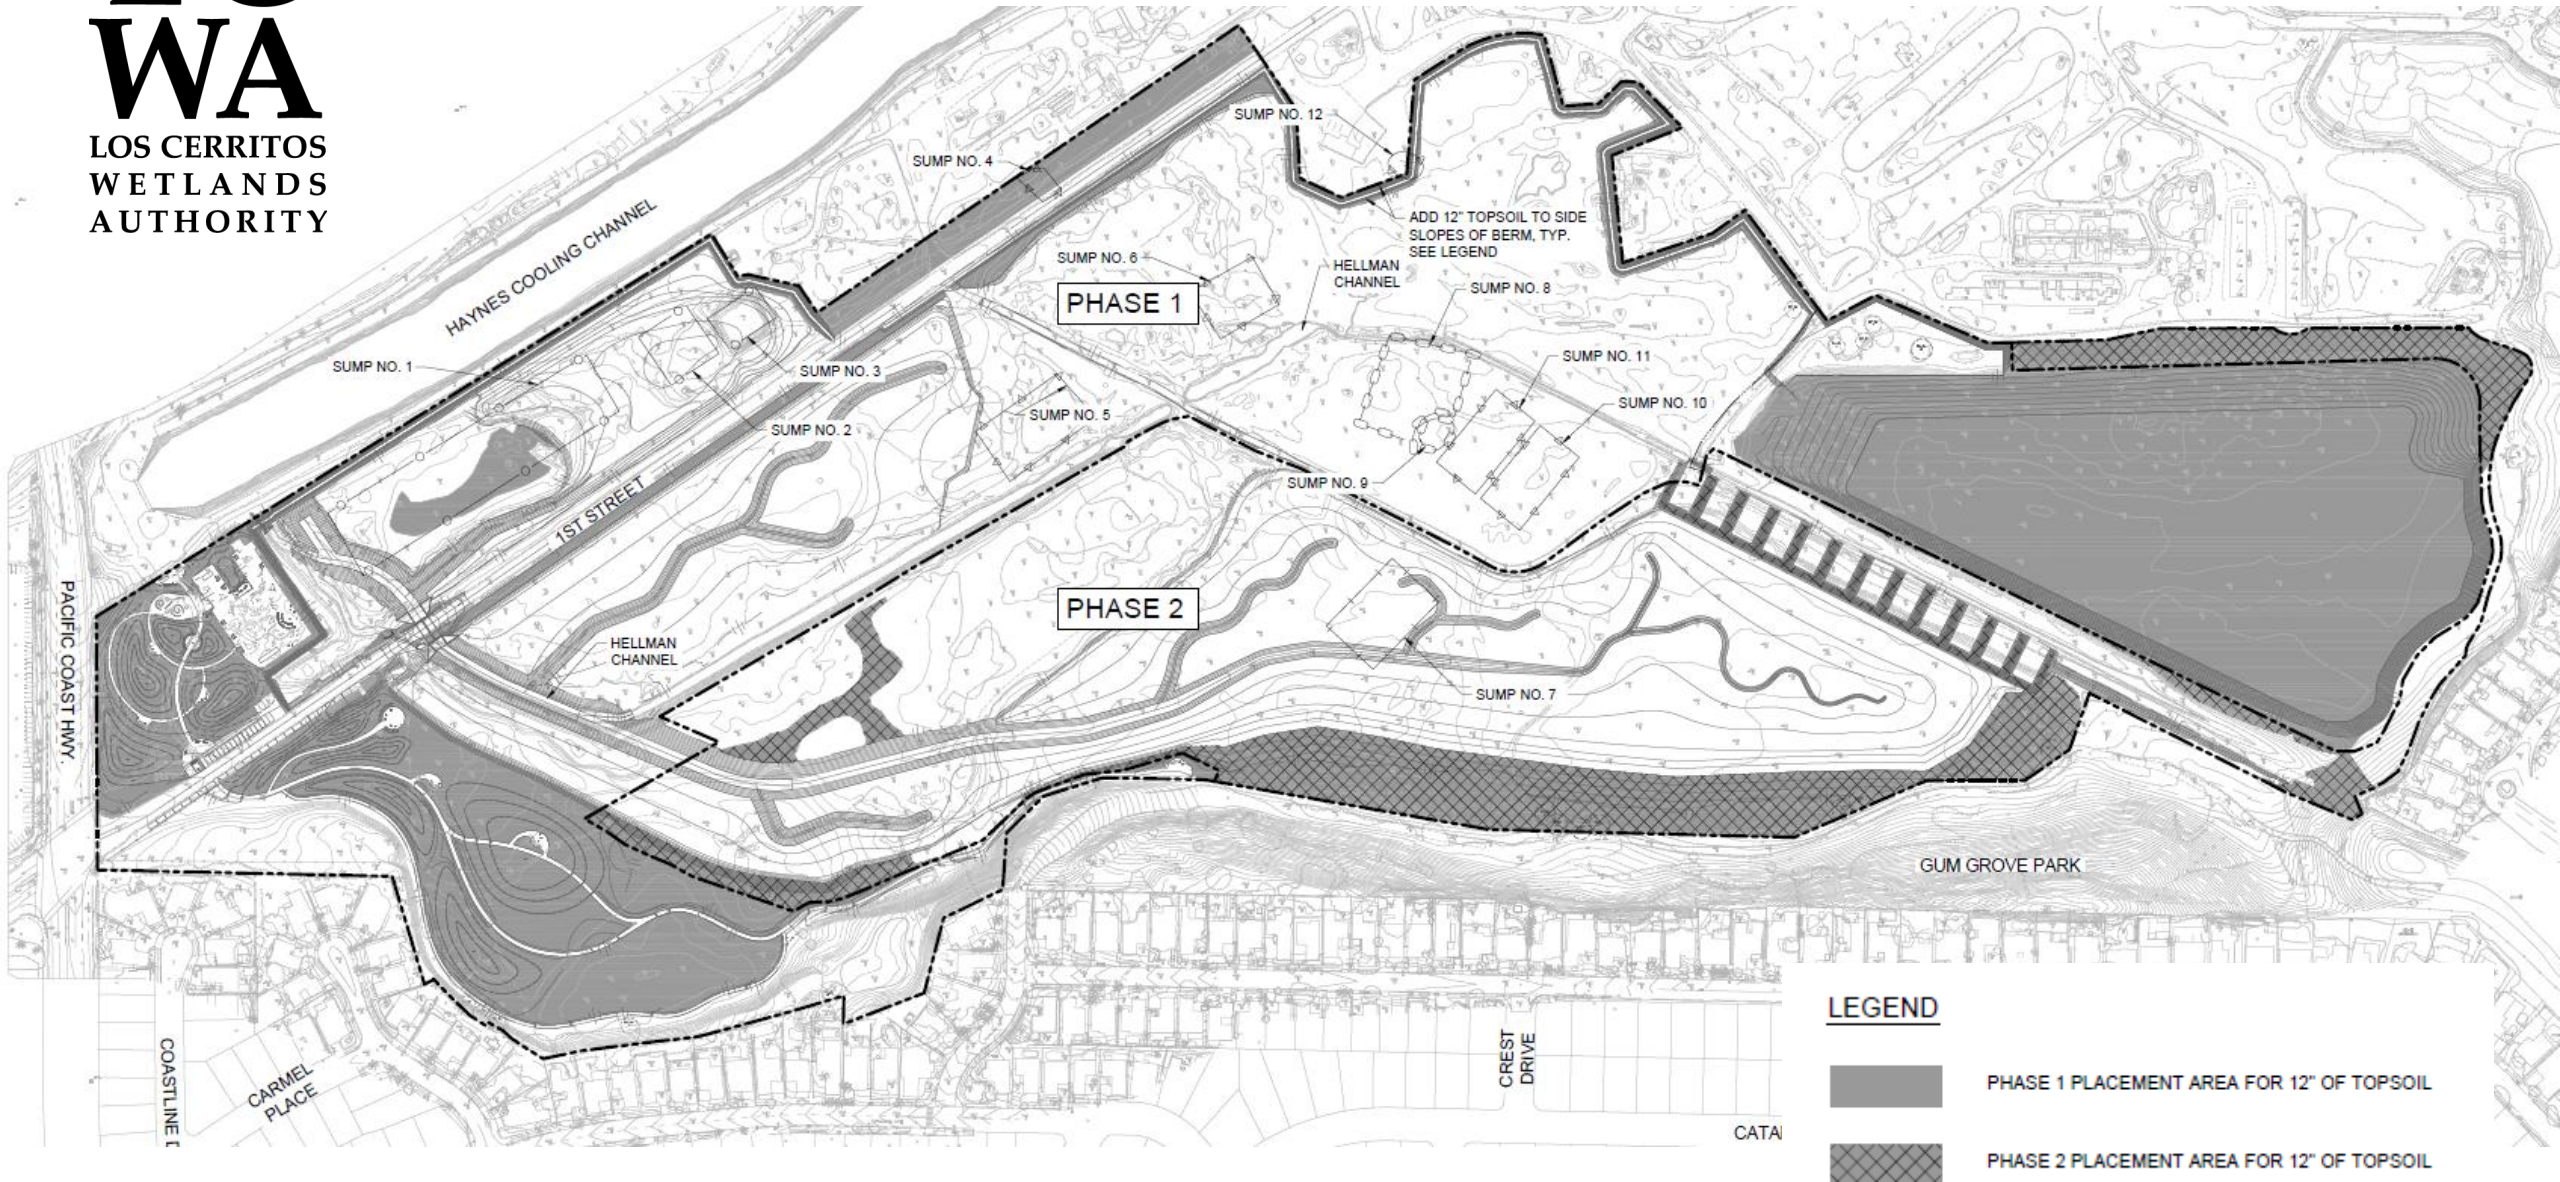 WA
LOS CERRITOS
WETLANDS
AUTHORITY
HAYNES COOLING CHANNEL
SUMP NO. 12
SUMP NO. 4
ADD 12" TOPSOIL TO SIDE
SLOPES OF BERM, TYP.
SEE LEGEND
SUMP NO. 6
HELLMAN
CHANNEL
SUMP NO. 8
PHASE 1
SUMP NO. 1
SUMP NO. 3
SUMP NO. 11
SUMP NO. 10
SUMP NO. 5
SUMP NO. 2
SUMP NO. 9
1ST STREET
PACIFIC COAST HWY.
PHASE 2
HELLMAN
CHANNEL
SUMP NO. 7
GUM GROVE PARK
COASTLINE
CARMEL
PLACE
CREST
DRIVE
LEGEND
PHASE 1 PLACEMENT AREA FOR 12" OF TOPSOIL
PHASE 2 PLACEMENT AREA FOR 12" OF TOPSOIL